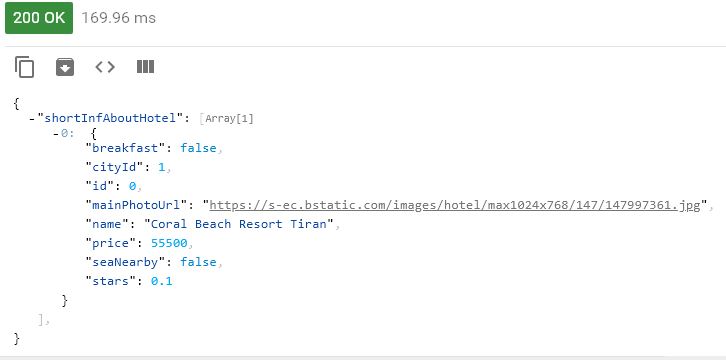 200 OK 169.96 ms
{
-"shortInfAboutHotel": [Array[1]
-0: {
"breakfast": false,
"cityId": 1,
"id": 0,
"mainPhotoUrl": "https://s-ec.bstatic.com/images/hotel/max1024x768/147/147997361.jpg",
"name": "Coral Beach Resort Tiran",
"price": 55500,
"seaNearby": false,
"stars": 0.1
}
],
}